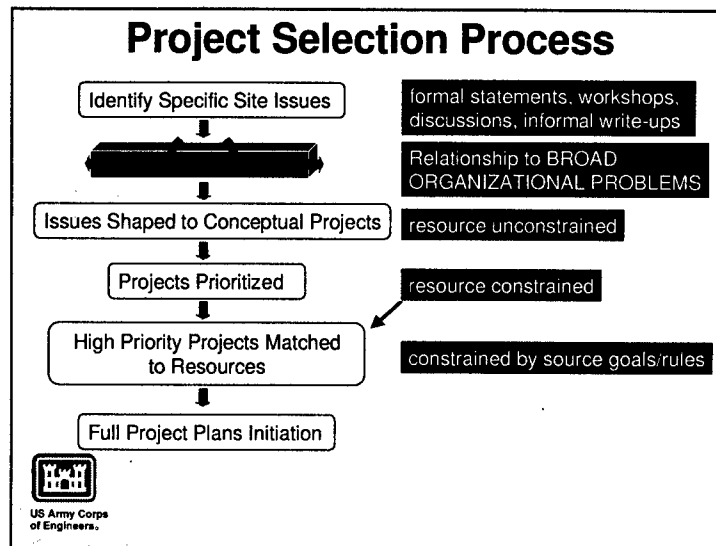 Project Selection Process
Identify Specific Site Issues
formal statements, workshops,
discussions, informal write-ups
Relationship to BROAD
ORGANIZATIONAL PROBLEMS
Issues Shaped to Conceptual Projects
resource unconstrained
Projects Prioritized
resource constrained
High Priority Projects Matched
to Resources
constrained by source goals/rules
Full Project Plans Initiation
US Army Corps
of Engineers®